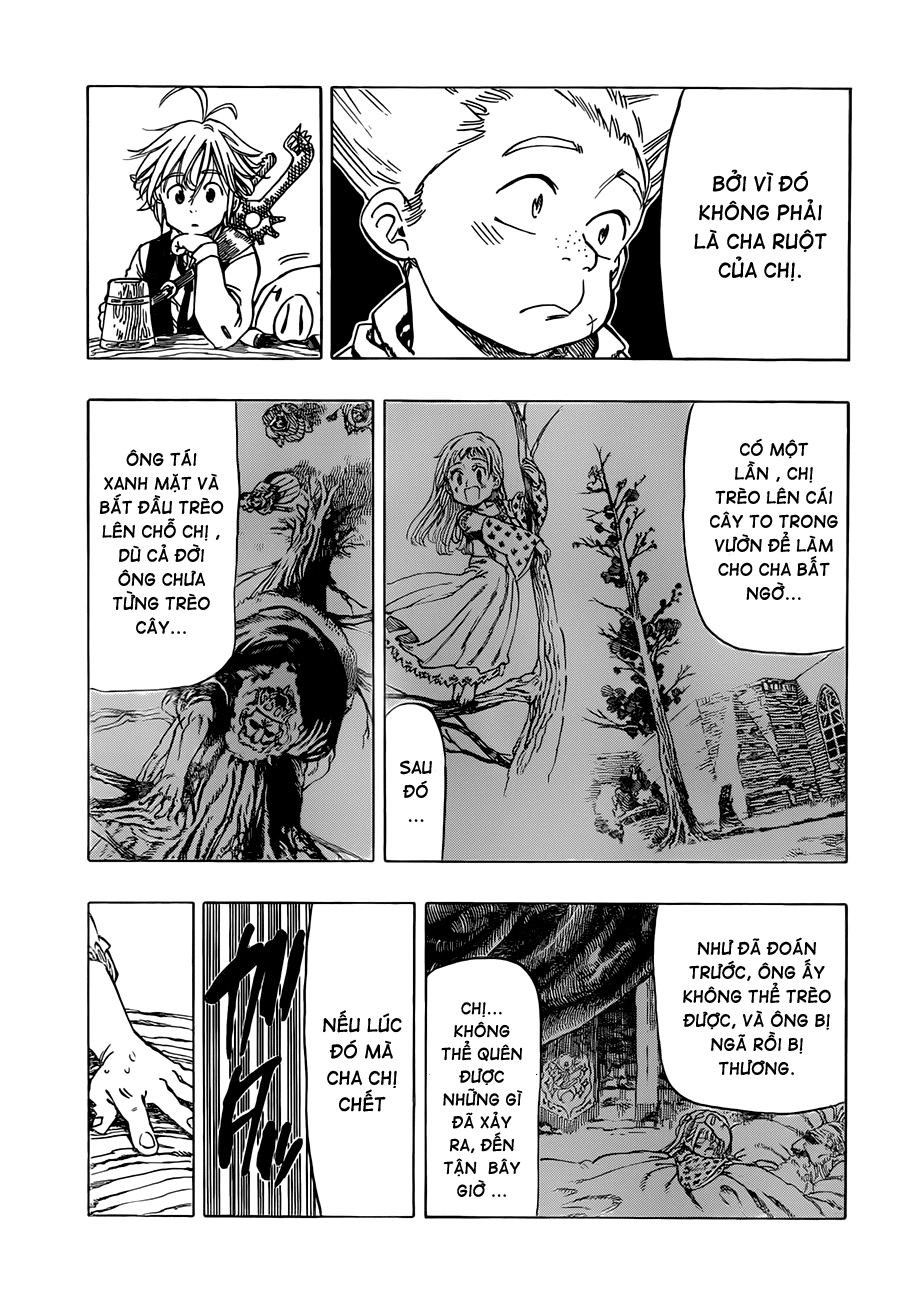 BỞI VÌ ĐÓ
KHÔNG PHẢI
LÀ CHA RUỘT
CỦA CHỊ.
CÓ MỘT
LẦN , CHỊ
TRÈO LÊN CÁI
CÂY TO TRONG
VƯỜN ĐỂ LÀM
CHO CHA BẤT
NGỜ...
SAU
ĐÓ
...
ÔNG TÁI
XANH MẶT VÀ
BẮT ĐẦU TRÈO
LÊN CHỖ CHỊ ,
DÙ CẢ ĐỜI
ÔNG CHƯA
TỪNG TRÈO
CÂY...
NHƯ ĐÃ ĐOÁN
TRƯỚC, ÔNG ẤY
KHÔNG THỂ TRÈO
ĐƯỢC, VÀ ÔNG BỊ
NGÃ RỒI BỊ
THƯƠNG.
CHỊ...
KHÔNG
THỂ QUÊN
ĐƯỢC
NHỮNG GÌ
ĐÃ XẢY
RA, ĐẾN
TẬN BÂY
GIỜ ...
NẾU LÚC
ĐÓ MÀ
CHA CHỊ
CHẾT